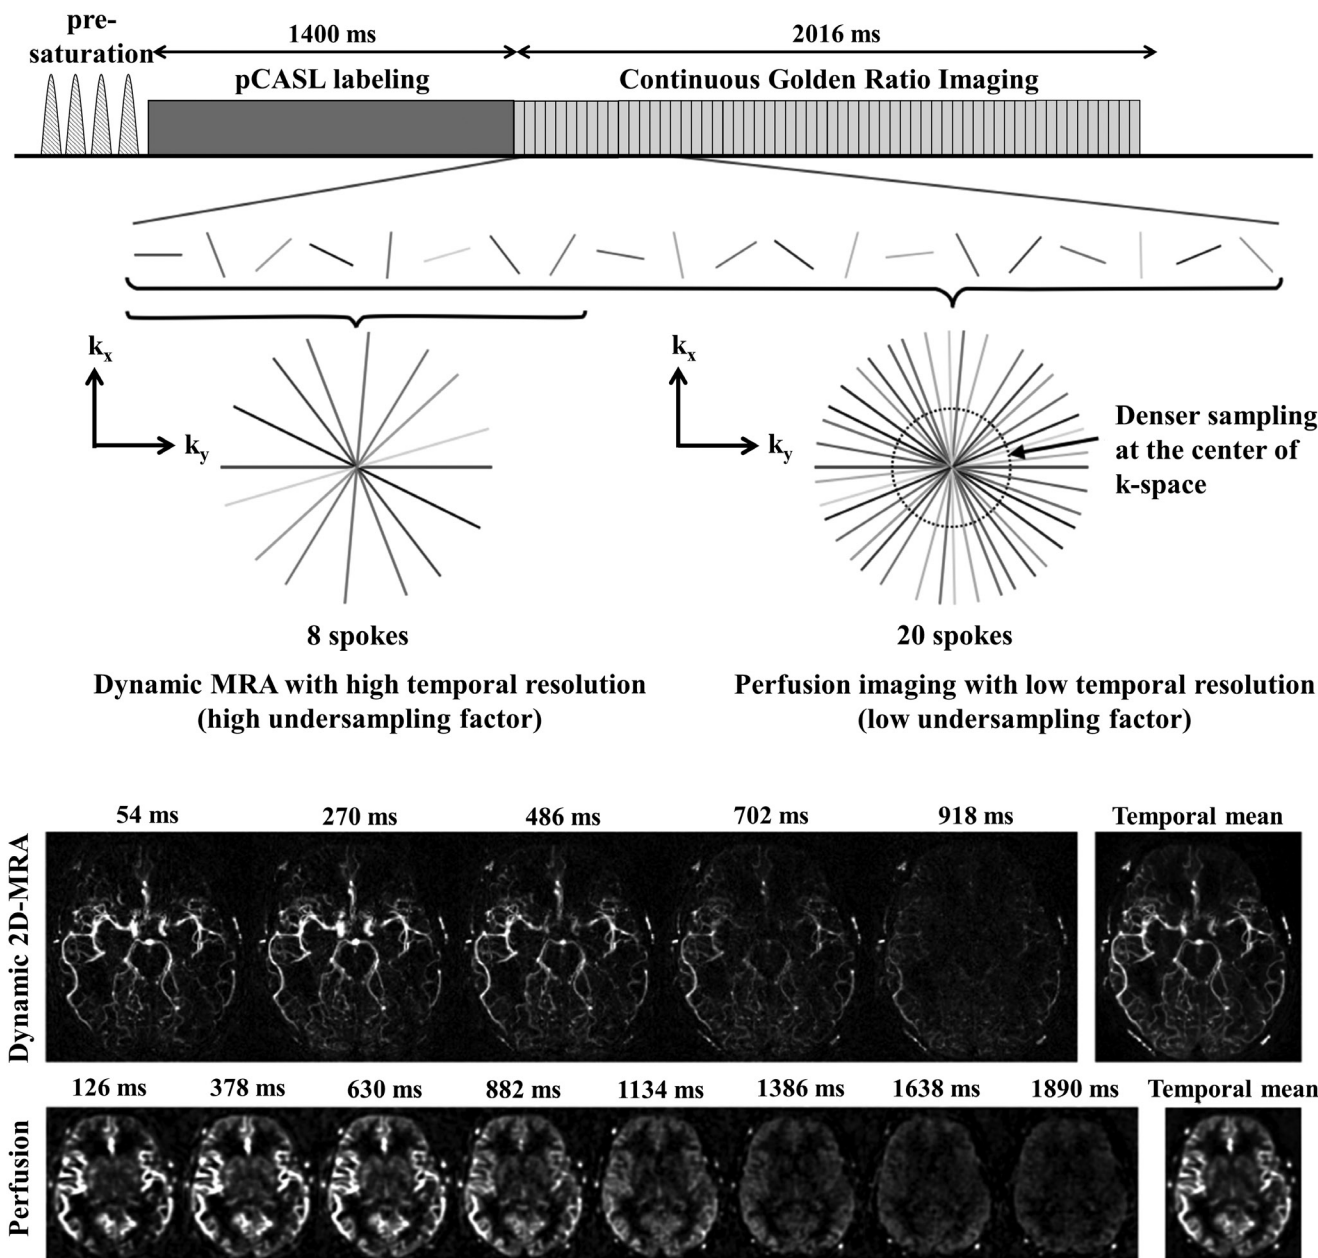 pre-
saturation
1400 ms
2016 ms
pCASL labeling
Continuous Golden Ratio Imaging
kx
ky
kx
ky
Denser sampling
at the center of
k-space
8 spokes
20 spokes
Dynamic MRA with high temporal resolution
(high undersampling factor)
Perfusion imaging with low temporal resolution
(low undersampling factor)
54 ms
270 ms
486 ms
702 ms
918 ms
Temporal mean
Dynamic 2D-MRA
126 ms
378 ms
630 ms
882 ms
1134 ms
1386 ms
1638 ms
1890 ms
Temporal mean
Perfusion